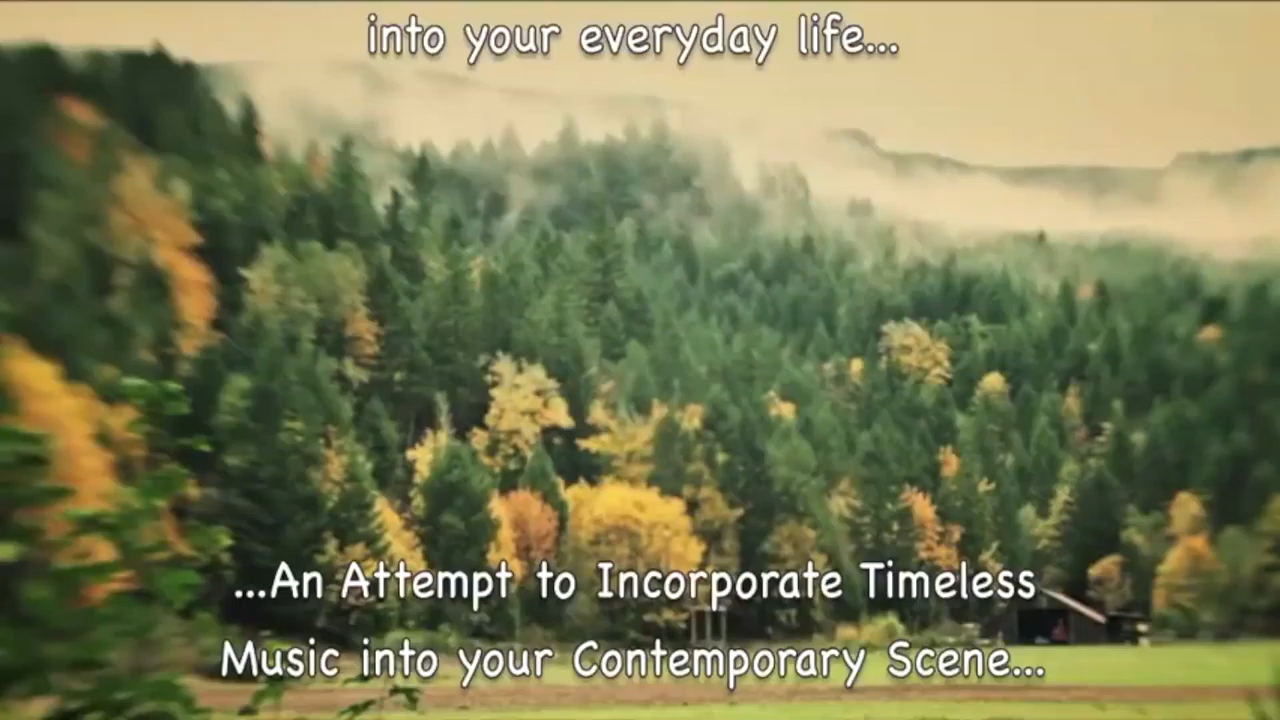 into your everyday life...
...An Attempt to Incorporate Timeless
Music into your Contemporary Scene...